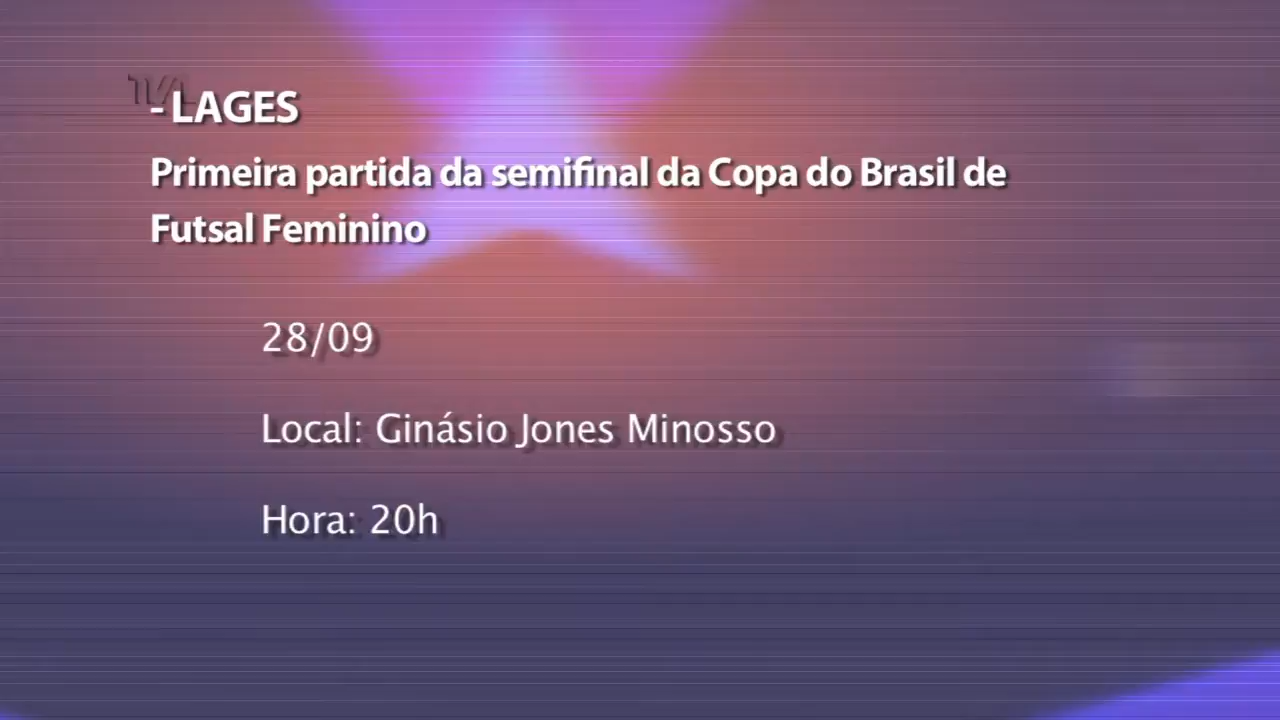 TVAL
- LAGES
Primeira partida da semifinal da Copa do Brasil de
Futsal Feminino
28/09
Local: Ginásio Jones Minosso
Hora: 20h